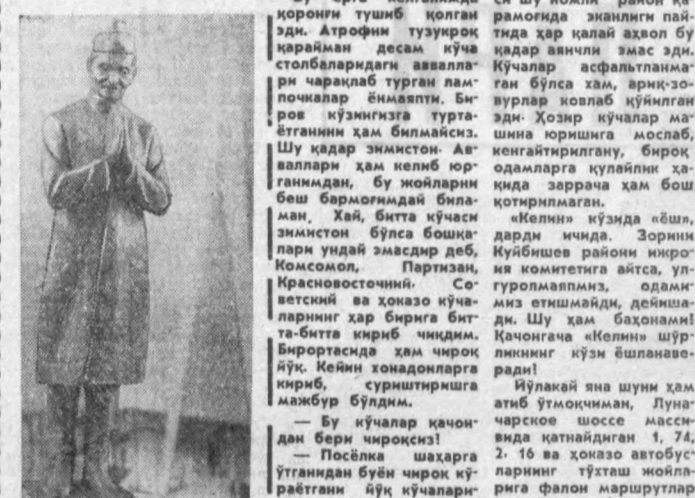 қоронғи тушиб қолган
эди. Атрофни тузукроқ
қарайман десам кўча
столбаларидаги авваллари
чарақлаб турган лам-
почкалар ёнмаяпти. Би-
ров кўзингизга турта-
ётганини ҳам билмайсиз.
Шу қадар зимистон. Ав-
валлари ҳам келиб юр-
ганимдан, бу жойларни
беш бармоғимдай била-
ман. Хай, битта кўчаси
зимистон бўлса бошқа-
лари ундай эмасдир деб,
Комсомол, Партизан,
Красновосточний. Со-
ветский ва ҳоказо кўча-
ларнинг ҳар бирига бит-
та-битта кириб чиқдим.
Бирортасида ҳам чироқ
йўқ. Кейин хонадонларга
кириб, суриштиришга
мажбур бўлдим.
— Бу кўчалар қачон-
дан бери чироқсиз!
— Посёлка шаҳарга
ўтганидан буён чироқ кў-
раётгани йўқ кўчалари-
рамоғида эканлиги пай-
тида ҳар қалай аҳвол бу
қадар аянчли эмас эди.
Кўчалар асфальтланма-
ган бўлса хам, ариқ-зо-
вурлар ковлаб қўйилган
эди. Ҳозир кўчалар ма-
шина юришига мослаб,
кенгайтирилгану, бироқ
одамларга қулайлик ҳа-
қида заррача ҳам бош
қотирилмаган.
«Келин» кўзида «ёш»,
дарди ичида. Зорини
Куйбишев райони ижро-
ия комитетига айтса, ул-
гуролмаяпмиз, одами-
миз етишмайди, дейиша-
ди. Шу ҳам баҳонами!
Қачонгача «Келин» шўр-
ликнинг кўзи ёшланаве-
ради!
Йўлакай яна шуни ҳам
атиб ўтмоқчиман, Луна-
чарское шоссе масси-
вида қатнайдиган 1, 74,
2, 16 ва ҳоказо автобус-
ларнинг тўхташ жойла-
рига фалон маршрутлар